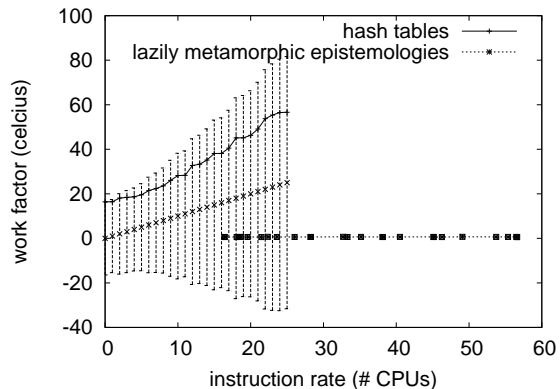 hash tables
lazily metamorphic epistemologies
100
80
60
40
20
0
-20
-40
work factor (celcius)
0 10 20 30 40 50 60
instruction rate (# CPUs)